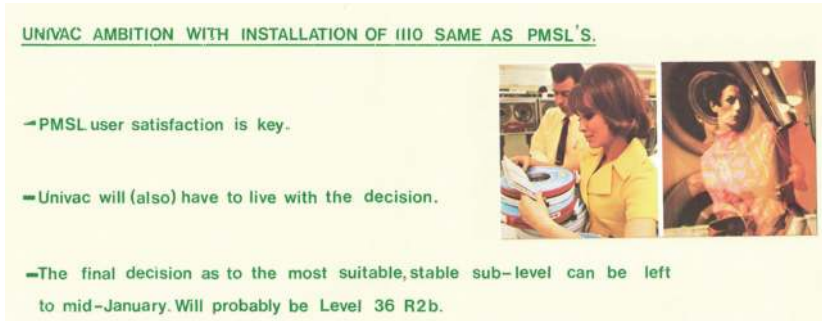 UNIVAC AMBITION WITH INSTALLATION OF 1110 SAME AS PMSL'S.
-PMSL user satisfaction is key.
-Univac will (also) have to live with the decision.
-The final decision as to the most suitable, stable sub-level can be left
to mid-January. Will probably be Level 36 R2b.